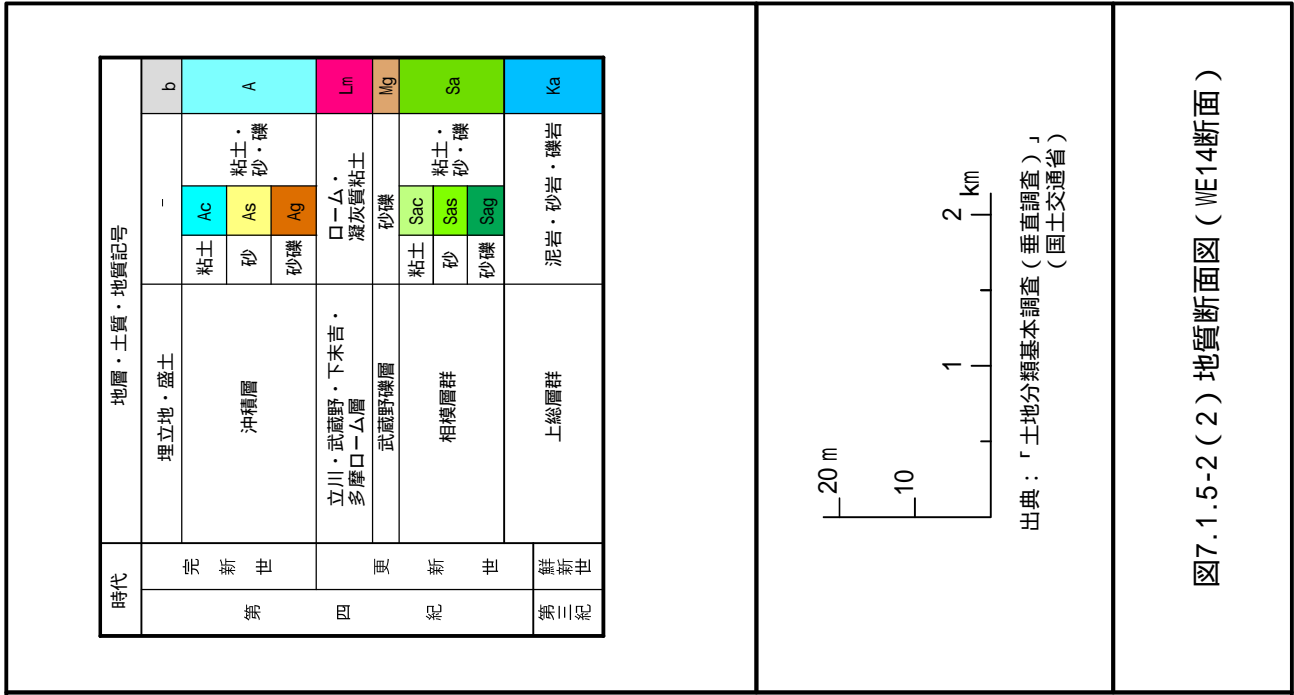 時代
地層・土質・地質記号
第四紀
完新世
埋立地・盛土
－
b
沖積層
粘土
Ac
砂
As
砂礫
Ag
粘土・
砂・礫
A
更新世
立川・武蔵野・下末吉・
多摩ローム層
ローム・
凝灰質粘土
Lm
武蔵野礫層
砂礫
Mg
相模層群
粘土
Sac
砂
Sas
砂礫
Sag
粘土・
砂・礫
Sa
第三紀
鮮新世
上総層群
泥岩・砂岩・礫岩
Ka
20 m
10
1
2 km
出典：「土地分類基本調査（垂直調査）」
（国土交通省）
図7.1.5-2（2）地質断面図（WE14断面）